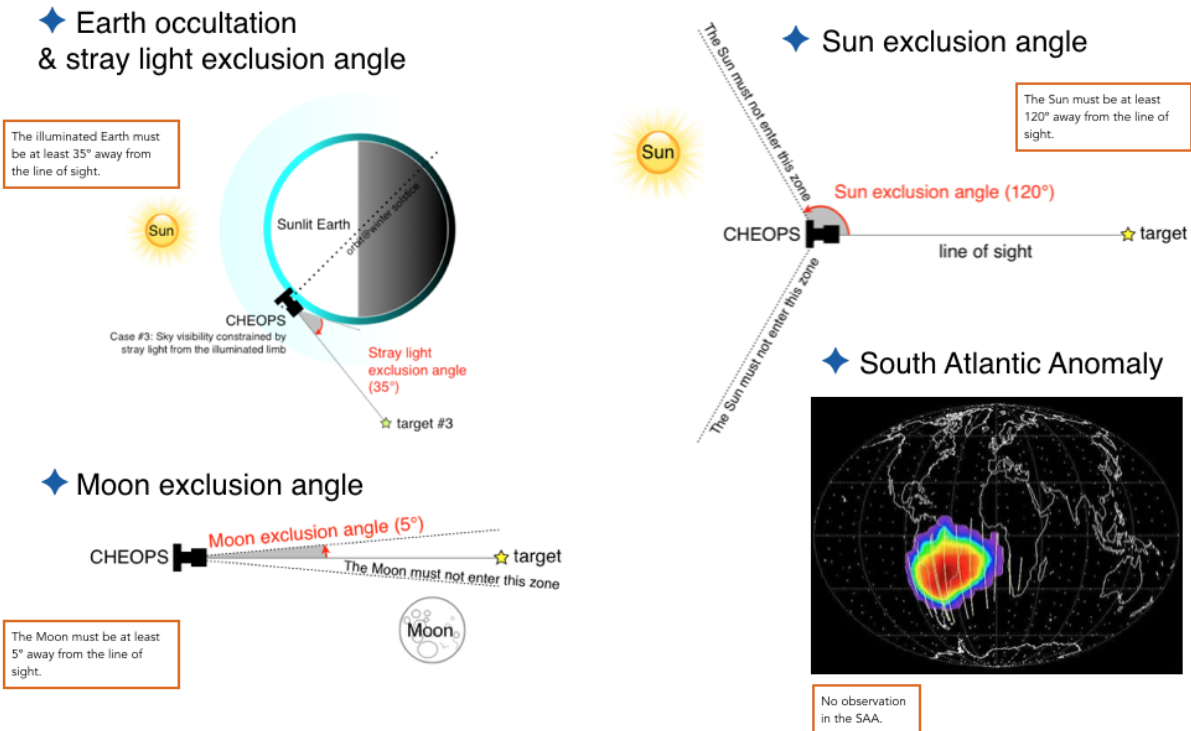 Earth occultation
& stray light exclusion angle
The illuminated Earth must
be at least 35° away from
the line of sight.
Sun
Sunlit Earth
orbit@winter solstice
CHEOPS
Case #3: Sky visibility constrained by
stray light from the illuminated limb
Stray light
exclusion angle
(35°)
target #3
Moon exclusion angle
CHEOPS
Moon exclusion angle (5°)
target
The Moon must not enter this zone
Moon
The Moon must be at least
5° away from the line of
sight.
Sun exclusion angle
The Sun must be at least
120° away from the line of
sight.
Sun
The Sun must not enter this zone
Sun exclusion angle (120°)
CHEOPS
target
line of sight
The Sun must not enter this zone
South Atlantic Anomaly
No observation
in the SAA.